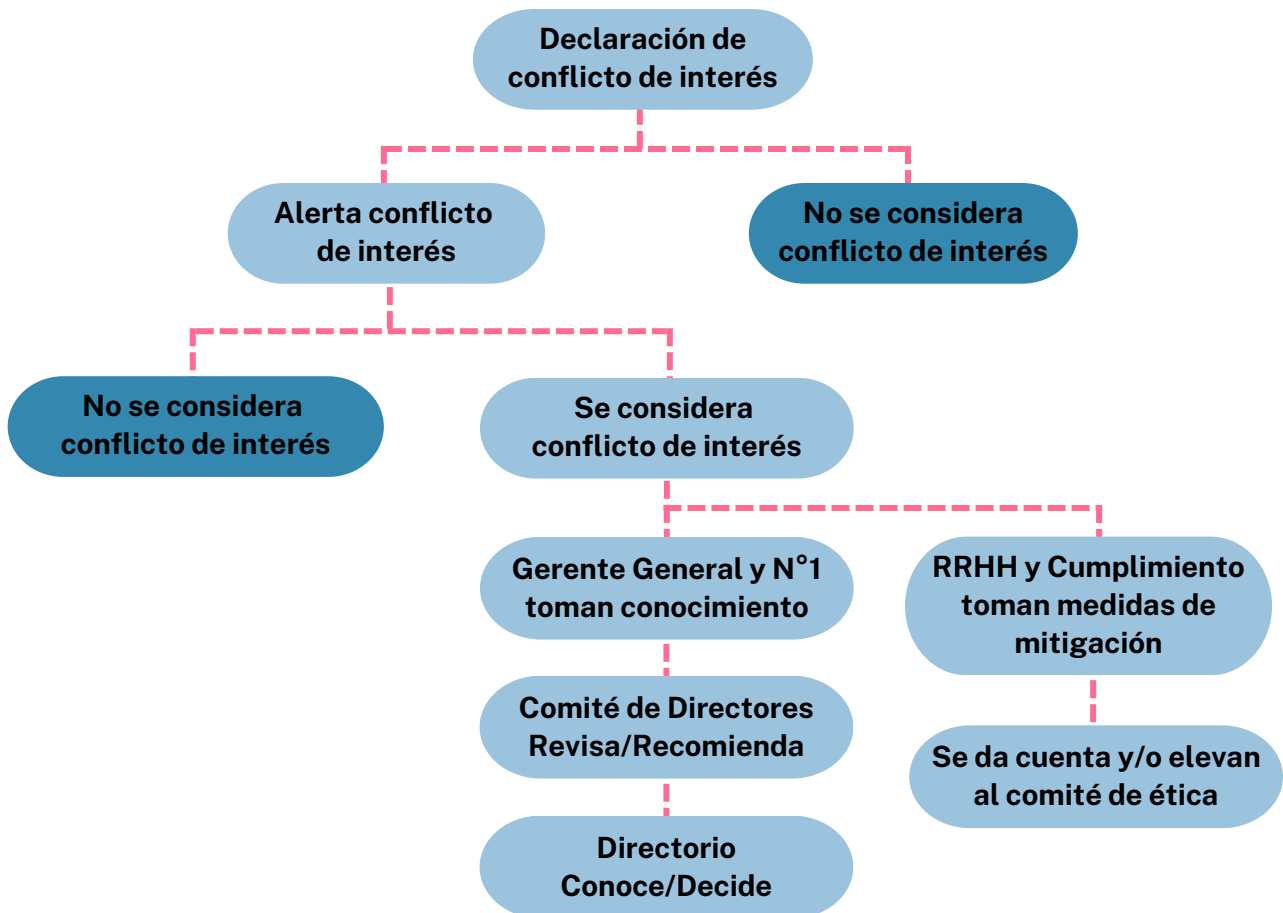 Declaración de
conflicto de interés
Alerta conflicto
de interés
No se considera
conflicto de interés
No se considera
conflicto de interés
Se considera
conflicto de interés
Gerente General y N°1
toman conocimiento
RRHH y Cumplimiento
toman medidas de
mitigación
Comité de Directores
Revisa/Recomienda
Se da cuenta y/o elevan
al comité de ética
Directorio
Conoce/Decide